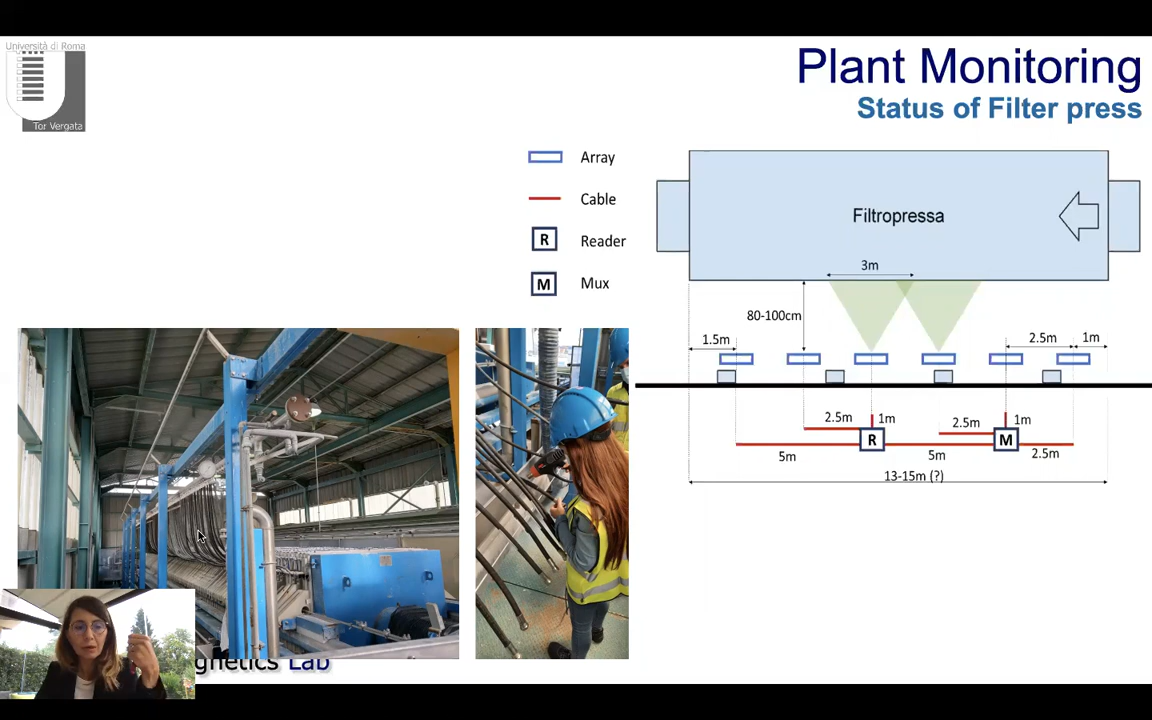 Università di Roma
Tor Vergata
Plant Monitoring
Status of Filter press
Array
Cable
R Reader
M Mux
Filtropressa
3m
80-100cm
1.5m
2.5m
1m
2.5m
1m
2.5m
1m
R
M
5m
5m
2.5m
13-15m (?)
gnetics Lab